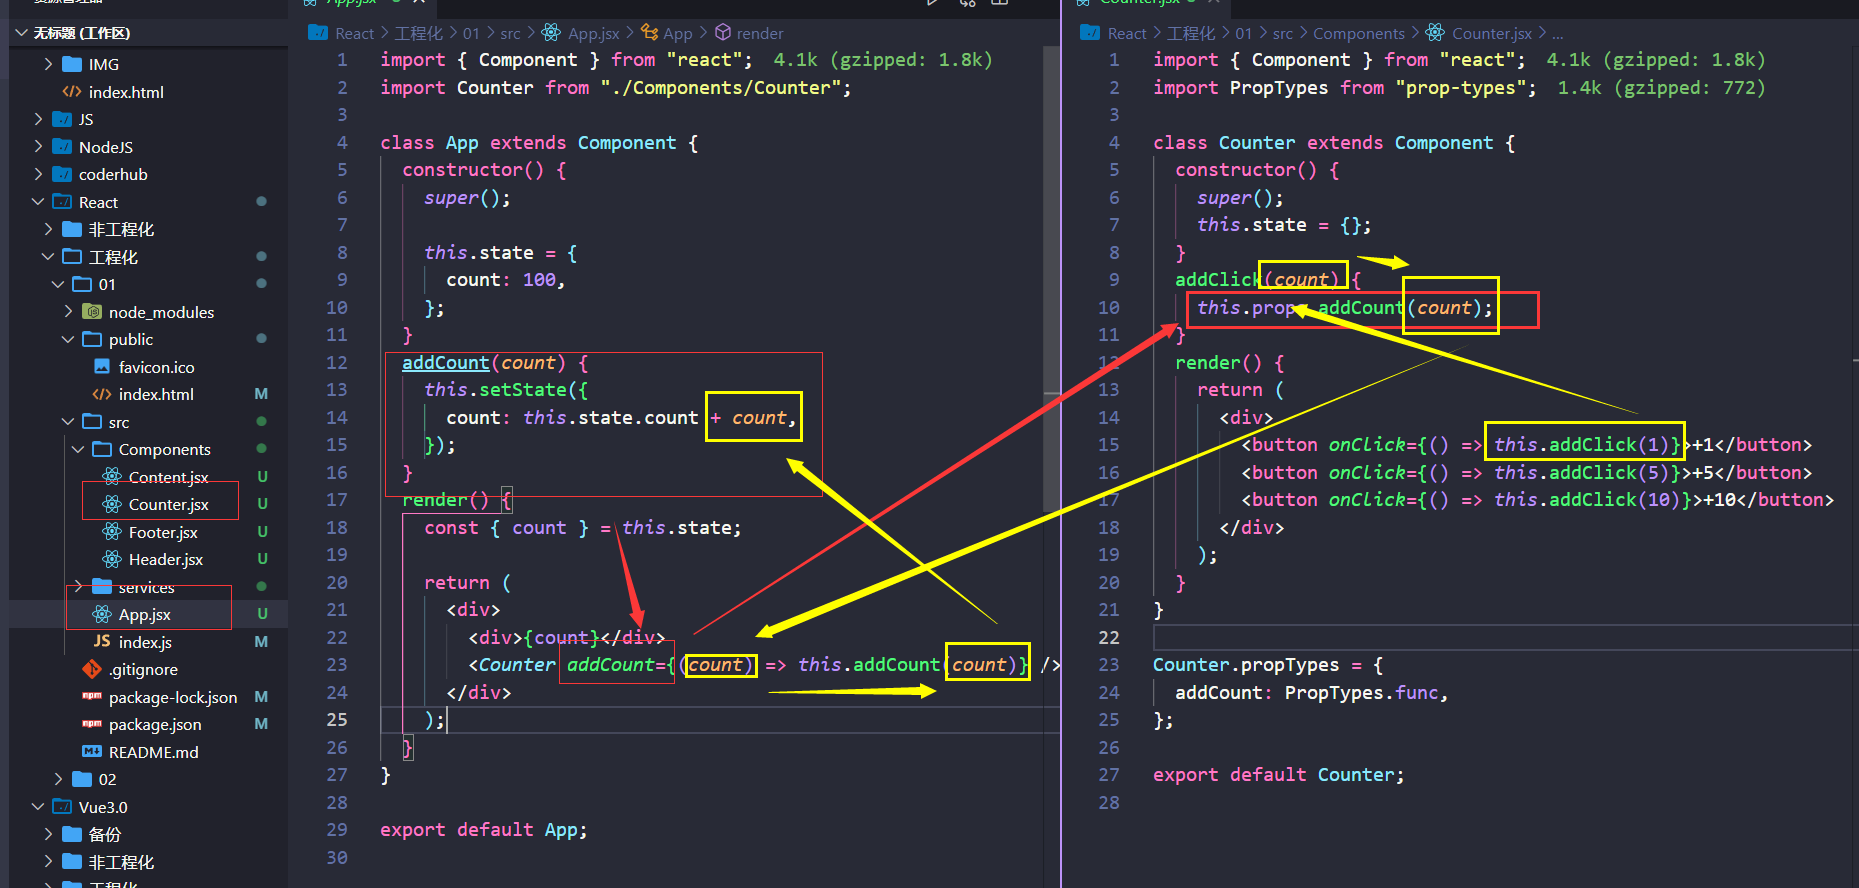 资源管理器
无标题 (工作区)
IMG
index.html
JS
NodeJS
coderhub
React
非工程化
工程化
01
node_modules
public
favicon.ico
index.html M
src
Components
Content.jsx U
Counter.jsx U
Footer.jsx U
Header.jsx U
services
App.jsx U
JS index.js M
.gitignore
package-lock.json M
package.json M
README.md
02
Vue3.0
备份
非工程化
工程化
App.jsx
React > 工程化 > 01 > src > App.jsx > App > render
1 import { Component } from "react"; 4.1k (gzipped: 1.8k)
2 import Counter from "./Components/Counter";
3
4 class App extends Component {
5 constructor() {
6 super();
7
8 this.state = {
9 count: 100,
10 };
11 }
12 addCount(count) {
13 this.setState({
14 count: this.state.count + count,
15 });
16 }
17 render() {
18 const { count } = this.state;
19
20 return (
21 <div>
22 <div>{count}</div>
23 <Counter addCount={(count) => this.addCount(count)} />
24 </div>
25 );
26 }
27 }
28
29 export default App;
30
Counter.jsx
React > 工程化 > 01 > src > Components > Counter.jsx > ...
1 import { Component } from "react"; 4.1k (gzipped: 1.8k)
2 import PropTypes from "prop-types"; 1.4k (gzipped: 772)
3
4 class Counter extends Component {
5 constructor() {
6 super();
7 this.state = {};
8 }
9 addClick(count) {
10 this.props.addCount(count);
11 }
12 render() {
13 return (
14 <div>
15 <button onClick={() => this.addClick(1)}>+1</button>
16 <button onClick={() => this.addClick(5)}>+5</button>
17 <button onClick={() => this.addClick(10)}>+10</button>
18 </div>
19 );
20 }
21 }
22
23 Counter.propTypes = {
24 addCount: PropTypes.func,
25 };
26
27 export default Counter;
28